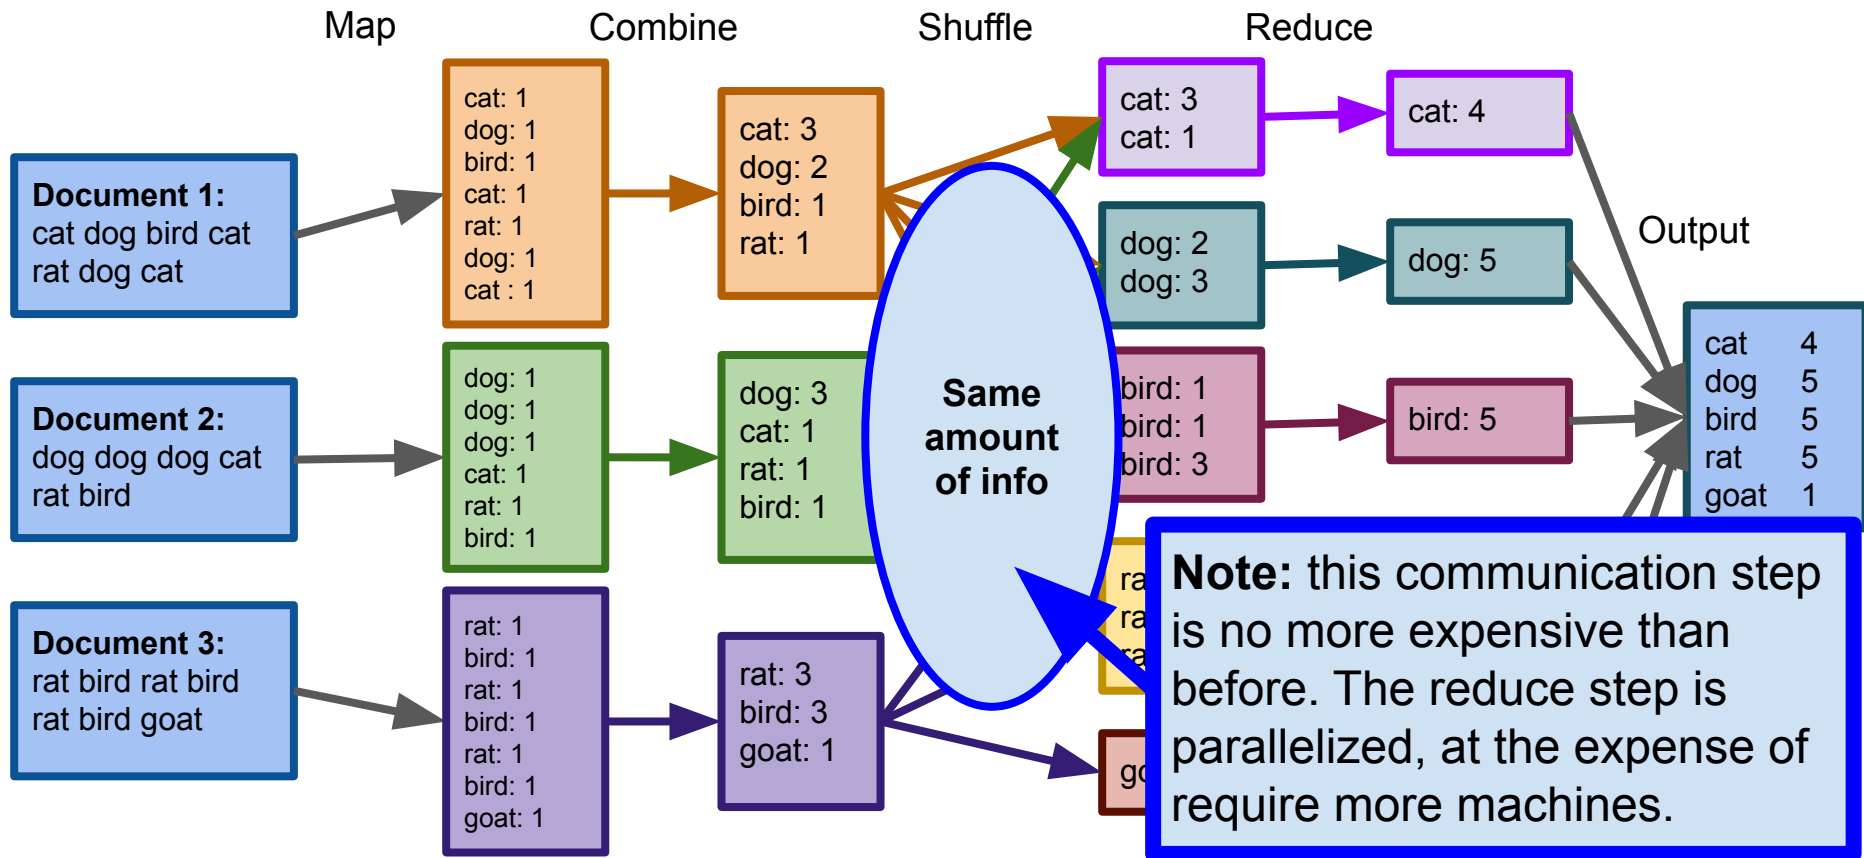 Map
Combine
Shuffle
Reduce
Document 1:
cat dog bird cat
rat dog cat
Document 2:
dog dog dog cat
rat bird
Document 3:
rat bird rat bird
rat bird goat
cat: 1
dog: 1
bird: 1
cat: 1
rat: 1
dog: 1
cat : 1
dog: 1
dog: 1
dog: 1
cat: 1
rat: 1
bird: 1
rat: 1
bird: 1
rat: 1
bird: 1
rat: 1
bird: 1
goat: 1
cat: 3
dog: 2
bird: 1
rat: 1
dog: 3
cat: 1
rat: 1
bird: 1
rat: 3
bird: 3
goat: 1
Same
amount
of info
cat: 3
cat: 1
dog: 2
dog: 3
bird: 1
bird: 1
bird: 3
cat: 4
dog: 5
bird: 5
Output
cat 4
dog 5
bird 5
rat 5
goat 1
Note: this communication step
is no more expensive than
before. The reduce step is
parallelized, at the expense of
require more machines.